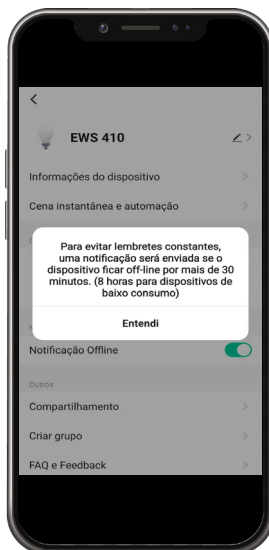 EWS 410
Informações do dispositivo
Cena instantânea e automação
Para evitar lembretes constantes,
uma notificação será enviada se o
dispositivo ficar off-line por mais de 30
minutos. (8 horas para dispositivos de
baixo consumo)
Entendi
Notificação Offline
Outros
Compartilhamento
Criar grupo
FAQ e Feedback